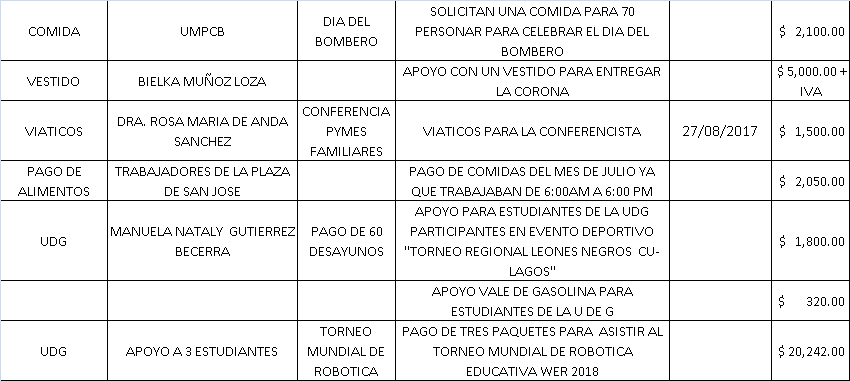 COMIDA UMPCB DIA DEL BOMBERO SOLICITAN UNA COMIDA PARA 70 PERSONAR PARA CELEBRAR EL DIA DEL BOMBERO $ 2,100.00
VESTIDO BIELKA MUÑOZ LOZA APOYO CON UN VESTIDO PARA ENTREGAR LA CORONA $ 5,000.00 + IVA
VIATICOS DRA. ROSA MARIA DE ANDA SANCHEZ CONFERENCIA PYMES FAMILIARES VIATICOS PARA LA CONFERENCISTA 27/08/2017 $ 1,500.00
PAGO DE ALIMENTOS TRABAJADORES DE LA PLAZA DE SAN JOSE PAGO DE COMIDAS DEL MES DE JULIO YA QUE TRABAJABAN DE 6:00AM A 6:00 PM $ 2,050.00
UDG MANUELA NATALY GUTIERREZ BECERRA PAGO DE 60 DESAYUNOS APOYO PARA ESTUDIANTES DE LA UDG PARTICIPANTES EN EVENTO DEPORTIVO "TORNEO REGIONAL LEONES NEGROS CU-LAGOS" $ 1,800.00
APOYO VALE DE GASOLINA PARA ESTUDIANTES DE LA U DE G $ 320.00
UDG APOYO A 3 ESTUDIANTES TORNEO MUNDIAL DE ROBOTICA PAGO DE TRES PAQUETES PARA ASISTIR AL TORNEO MUNDIAL DE ROBOTICA EDUCATIVA WER 2018 $ 20,242.00